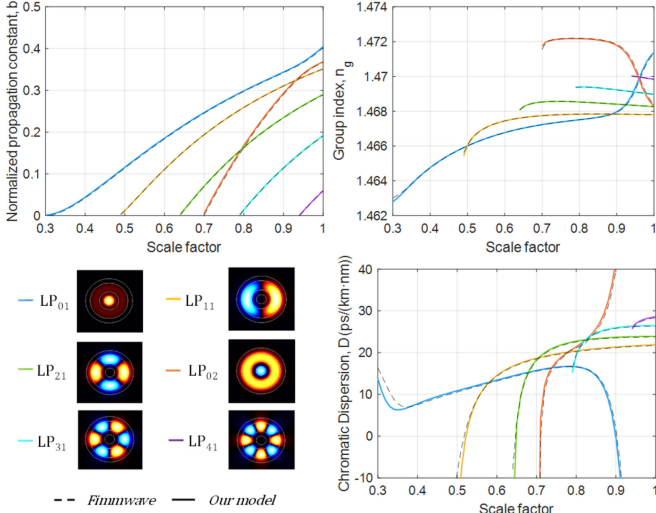 Normalized propagation constant, b
0.5
0.4
0.3
0.2
0.1
0
0.3 0.4 0.5 0.6 0.7 0.8 0.9 1
Scale factor
Group index, n_g
1.474
1.472
1.47
1.468
1.466
1.464
1.462
0.3 0.4 0.5 0.6 0.7 0.8 0.9 1
Scale factor
LP₀₁ LP₁₁
LP₂₁ LP₀₂
LP₃₁ LP₄₁
Fimmwave Our model
Chromatic Dispersion, D (ps/(km·nm))
40
30
20
10
0
-10
0.3 0.4 0.5 0.6 0.7 0.8 0.9 1
Scale factor